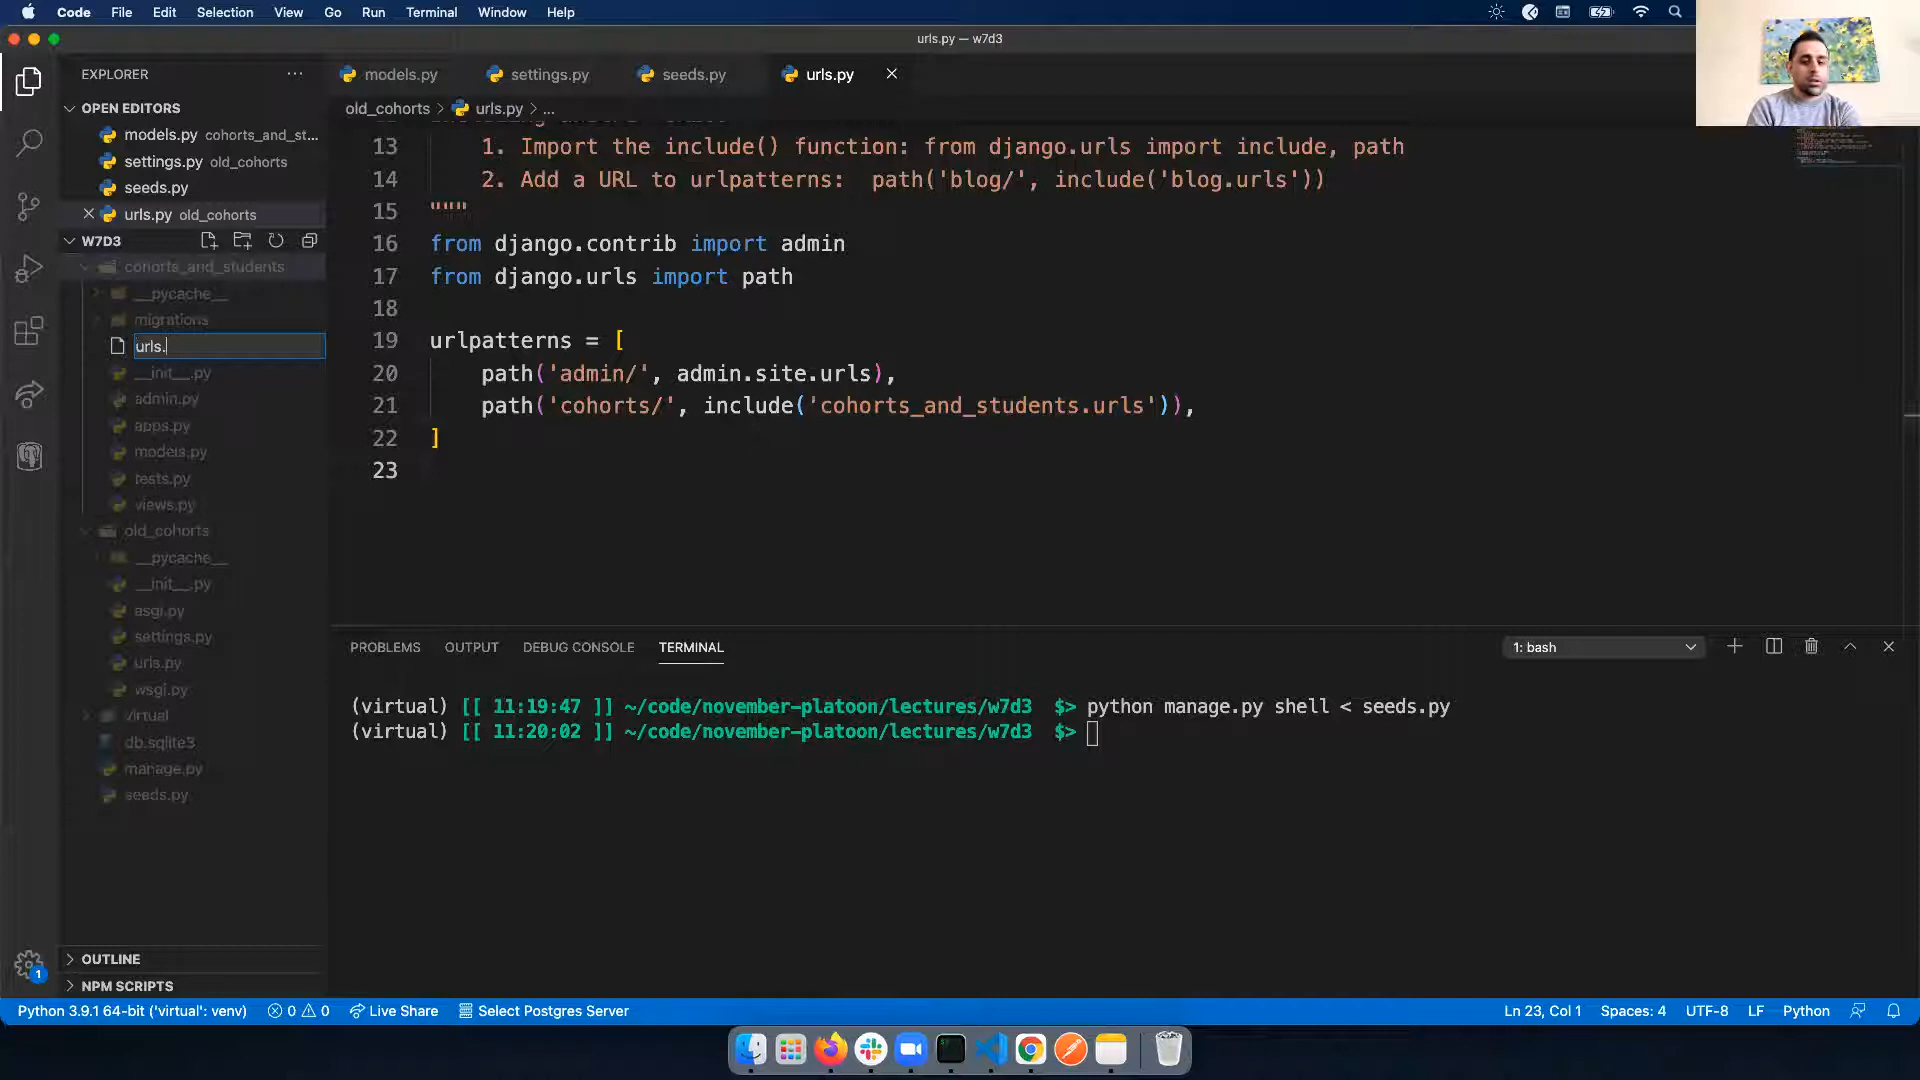 Code File Edit Selection View Go Run Terminal Window Help
urls.py — w7d3
EXPLORER
models.py settings.py seeds.py urls.py
OPEN EDITORS
old_cohorts > urls.py > ...
models.py cohorts_and_st...
settings.py old_cohorts
seeds.py
urls.py old_cohorts
W7D3
cohorts_and_students
__pycache__
migrations
urls.
__init__.py
admin.py
apps.py
models.py
tests.py
views.py
old_cohorts
__pycache__
__init__.py
asgi.py
settings.py
urls.py
wsgi.py
virtual
db.sqlite3
manage.py
seeds.py
OUTLINE
NPM SCRIPTS
13 1. Import the include() function: from django.urls import include, path
14 2. Add a URL to urlpatterns:  path('blog/', include('blog.urls'))
15 """
16 from django.contrib import admin
17 from django.urls import path
18
19 urlpatterns = [
20     path('admin/', admin.site.urls),
21     path('cohorts/', include('cohorts_and_students.urls')),
22 ]
23
PROBLEMS OUTPUT DEBUG CONSOLE TERMINAL
1: bash
(virtual) [[ 11:19:47 ]] ~/code/november-platoon/lectures/w7d3 $> python manage.py shell < seeds.py
(virtual) [[ 11:20:02 ]] ~/code/november-platoon/lectures/w7d3 $>
1
Python 3.9.1 64-bit ('virtual': venv) 0 0 Live Share Select Postgres Server
Ln 23, Col 1 Spaces: 4 UTF-8 LF Python